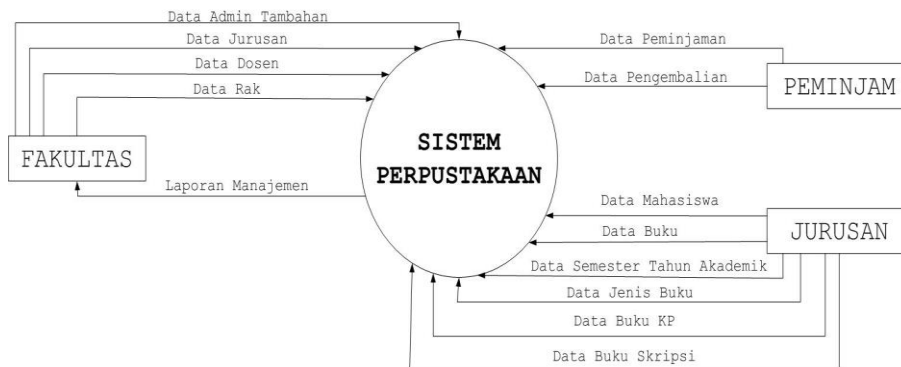 Data Admin Tambahan
Data Jurusan
Data Dosen
Data Rak
FAKULTAS
Laporan Manajemen
SISTEM
PERPUSTAKAAN
Data Peminjaman
Data Pengembalian
PEMINJAM
Data Mahasiswa
Data Buku
JURUSAN
Data Semester Tahun Akademik
Data Jenis Buku
Data Buku KP
Data Buku Skripsi